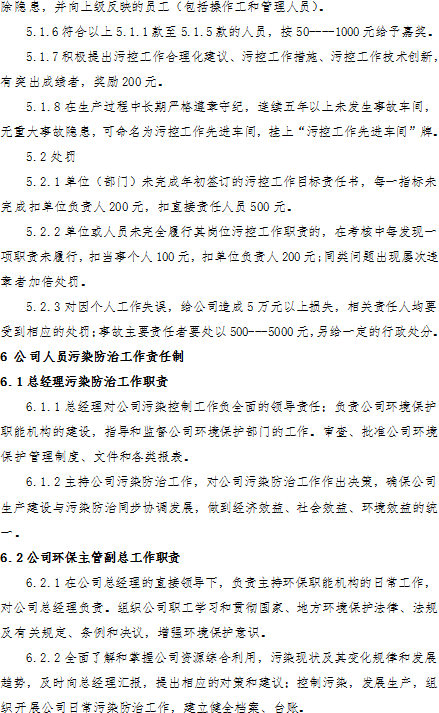 除隐患，并向上级反映的员工（包括操作工和管理人员）。
5.1.6 符合以上 5.1.1 款至 5.1.5 款的人员，按 50----1000 元给予嘉奖。
5.1.7 积极提出污控工作合理化建议、污控工作措施、污控工作技术创新，
有突出成绩者，奖励 200 元。
5.1.8 在生产过程中长期严格遵章守纪，连续五年以上未发生事故车间，
无重大事故隐患，可命名为污控工作先进车间，挂上“污控工作先进车间”牌。
5.2 处罚
5.2.1 单位（部门）未完成年初签订的污控工作目标责任书，每一指标未
完成扣单位负责人 200 元，扣直接责任人员 500 元。
5.2.2 单位或人员未完全履行其岗位污控工作职责的，在考核中每发现一
项职责未履行，扣当事个人 100 元，扣单位负责人 200 元;同类问题出现屡次违
章者加倍处罚。
5.2.3 对因个人工作失误，给公司造成 5 万元以上损失，相关责任人均要
受到相应的处罚;事故主要责任者要处以 500---5000 元，另给一定的行政处分。
6 公司人员污染防治工作责任制
6.1 总经理污染防治工作职责
6.1.1 总经理对公司污染控制工作负全面的领导责任；负责公司环境保护
职能机构的建设，指导和监督公司环境保护部门的工作。审查、批准公司环境
保护管理制度、文件和各类报表。
6.1.2 主持公司污染防治工作，对公司污染防治工作作出决策，确保公司
生产建设与污染防治同步协调发展，做到经济效益、社会效益、环境效益的统
一。
6.2 公司环保主管副总工作职责
6.2.1 在公司总经理的直接领导下，负责主持环保职能机构的日常工作，
对公司总经理负责。组织公司职工学习和贯彻国家、地方环境保护法律、法规
及有关规定、条例和决议，增强环境保护意识。
6.2.2 全面了解和掌握公司资源综合利用，污染现状及其变化规律和发展
趋势，及时向总经理汇报，提出相应的对策和建议；控制污染，发展生产，组
织开展公司日常污染防治工作，建立健全档案、台账。